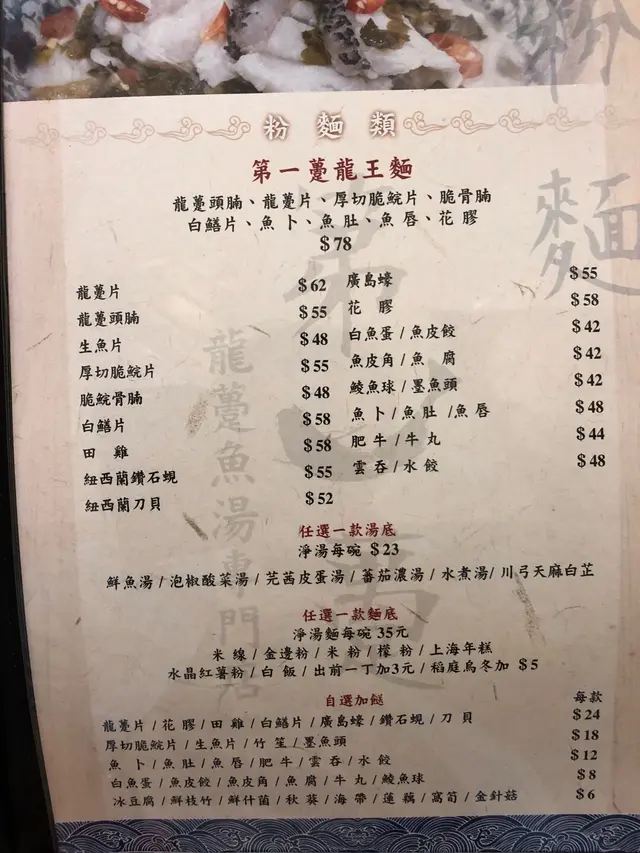 粉麵類
第一躉龍王麵
龍躉頭腩、龍躉片、厚切脆鯇片、脆骨腩
白鱔片、魚卜、魚肚、魚唇、花膠
$78
龍躉片 $62
龍躉頭腩 $55
生魚片 $48
厚切脆鯇片 $55
脆鯇骨腩 $48
白鱔片 $58
田雞 $58
紐西蘭鑽石蜆 $55
紐西蘭刀貝 $52
廣島蠔 $55
花膠 $58
白魚蛋/魚皮餃 $42
魚皮角/魚腐 $42
鯪魚球/墨魚頭 $42
魚卜/魚肚/魚唇 $48
肥牛/牛丸 $44
雲吞/水餃 $48
任選一款湯底
淨湯每碗 $23
鮮魚湯/泡椒酸菜湯/芫茜皮蛋湯/蕃茄濃湯/水煮湯/川弓天麻白芷
任選一款麵底
淨湯麵每碗 35元
米線/金邊粉/米粉/檬粉/上海年糕
水晶紅薯粉/白飯/出前一丁加3元/稻庭烏冬加 $5
自選加餸 每款
龍躉片/花膠/田雞/白鱔片/廣島蠔/鑽石蜆/刀貝 $24
厚切脆鯇片/生魚片/竹笙/墨魚頭 $18
魚卜/魚肚/魚唇/肥牛/雲吞/水餃 $12
白魚蛋/魚皮餃/魚皮角/魚腐/牛丸/鯪魚球 $8
冰豆腐/鮮枝竹/鮮什菌/秋葵/海帶/蓮藕/窩筍/金針菇 $6
粉麵
龍躉魚湯專門店
第一躉